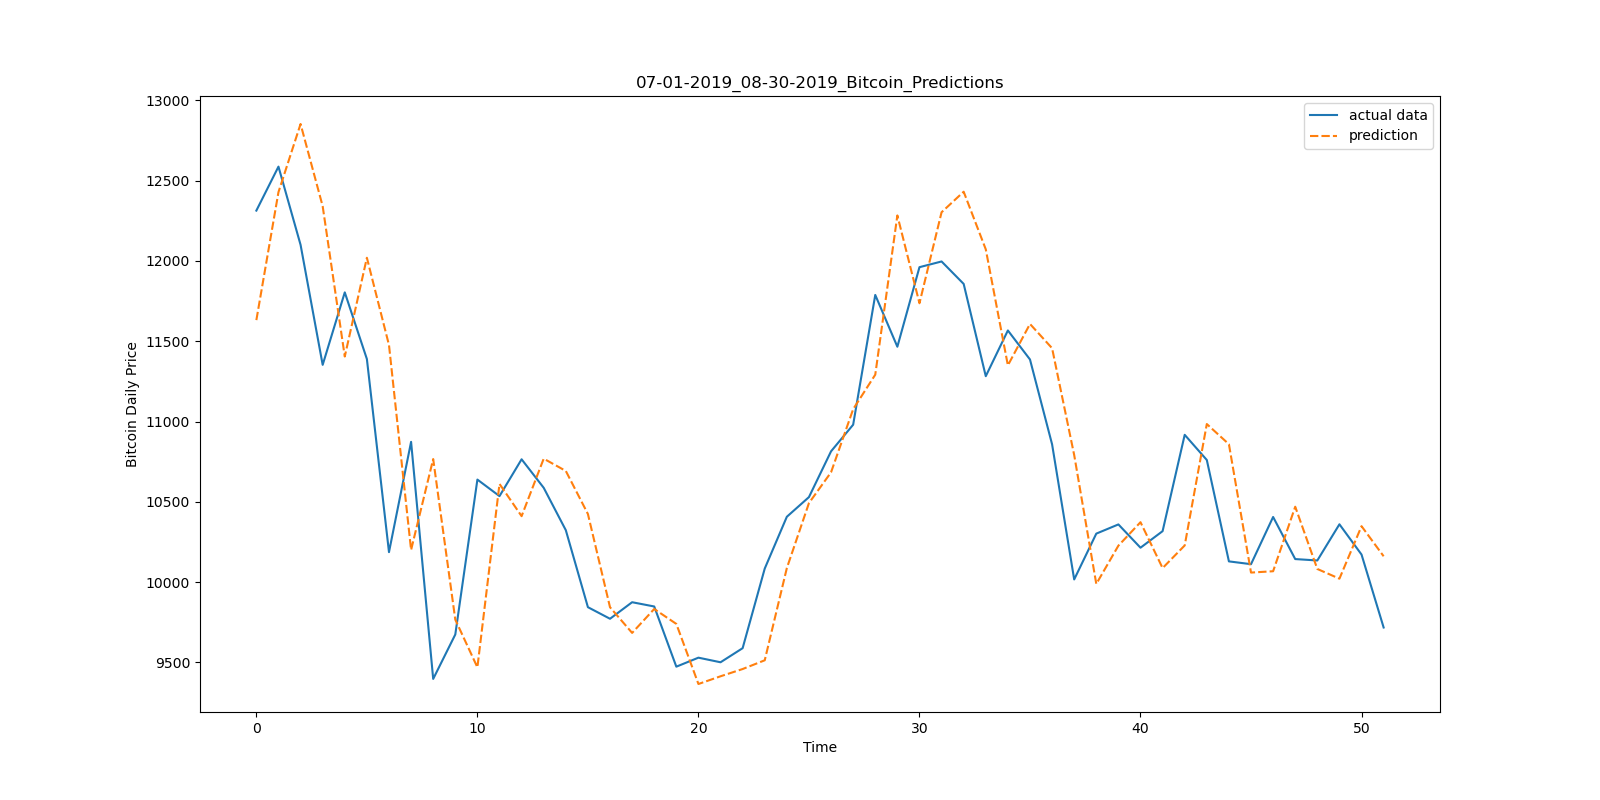 07-01-2019_08-30-2019_Bitcoin_Predictions
13000
12500
12000
11500
11000
10500
10000
9500
Bitcoin Daily Price
actual data
prediction
0 10 20 30 40 50
Time